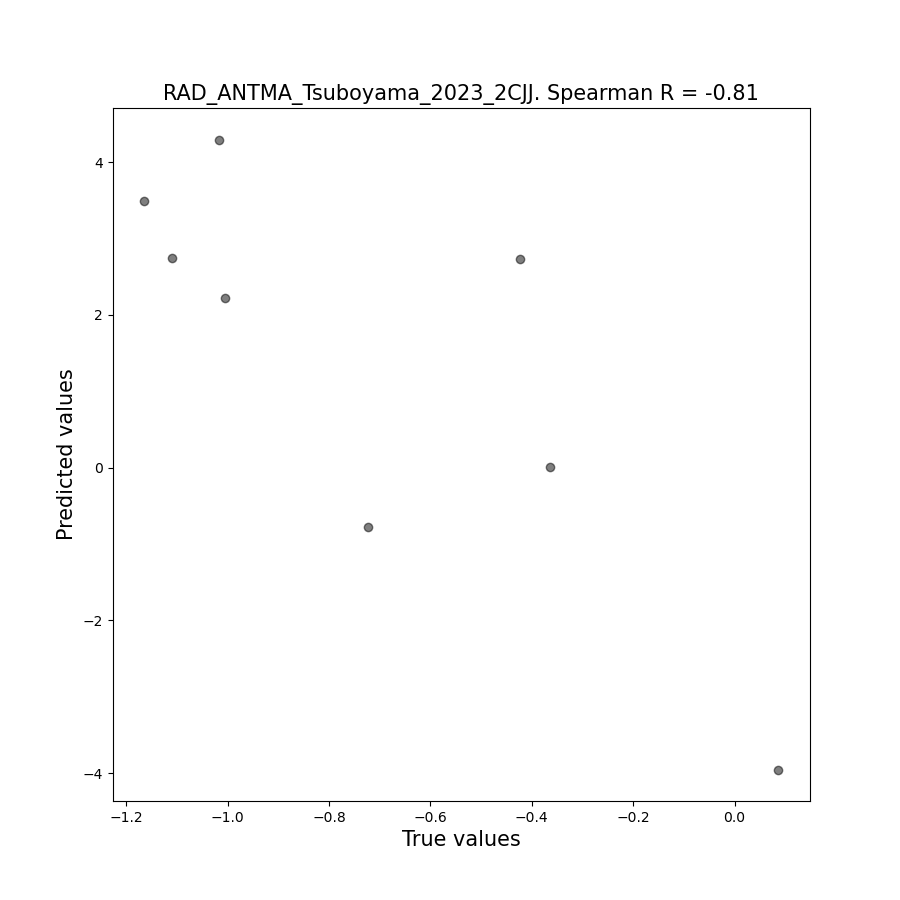 RAD_ANTMA_Tsuboyama_2023_2CJJ. Spearman R = -0.81
4
2
0
−2
−4
Predicted values
−1.2 −1.0 −0.8 −0.6 −0.4 −0.2 0.0
True values